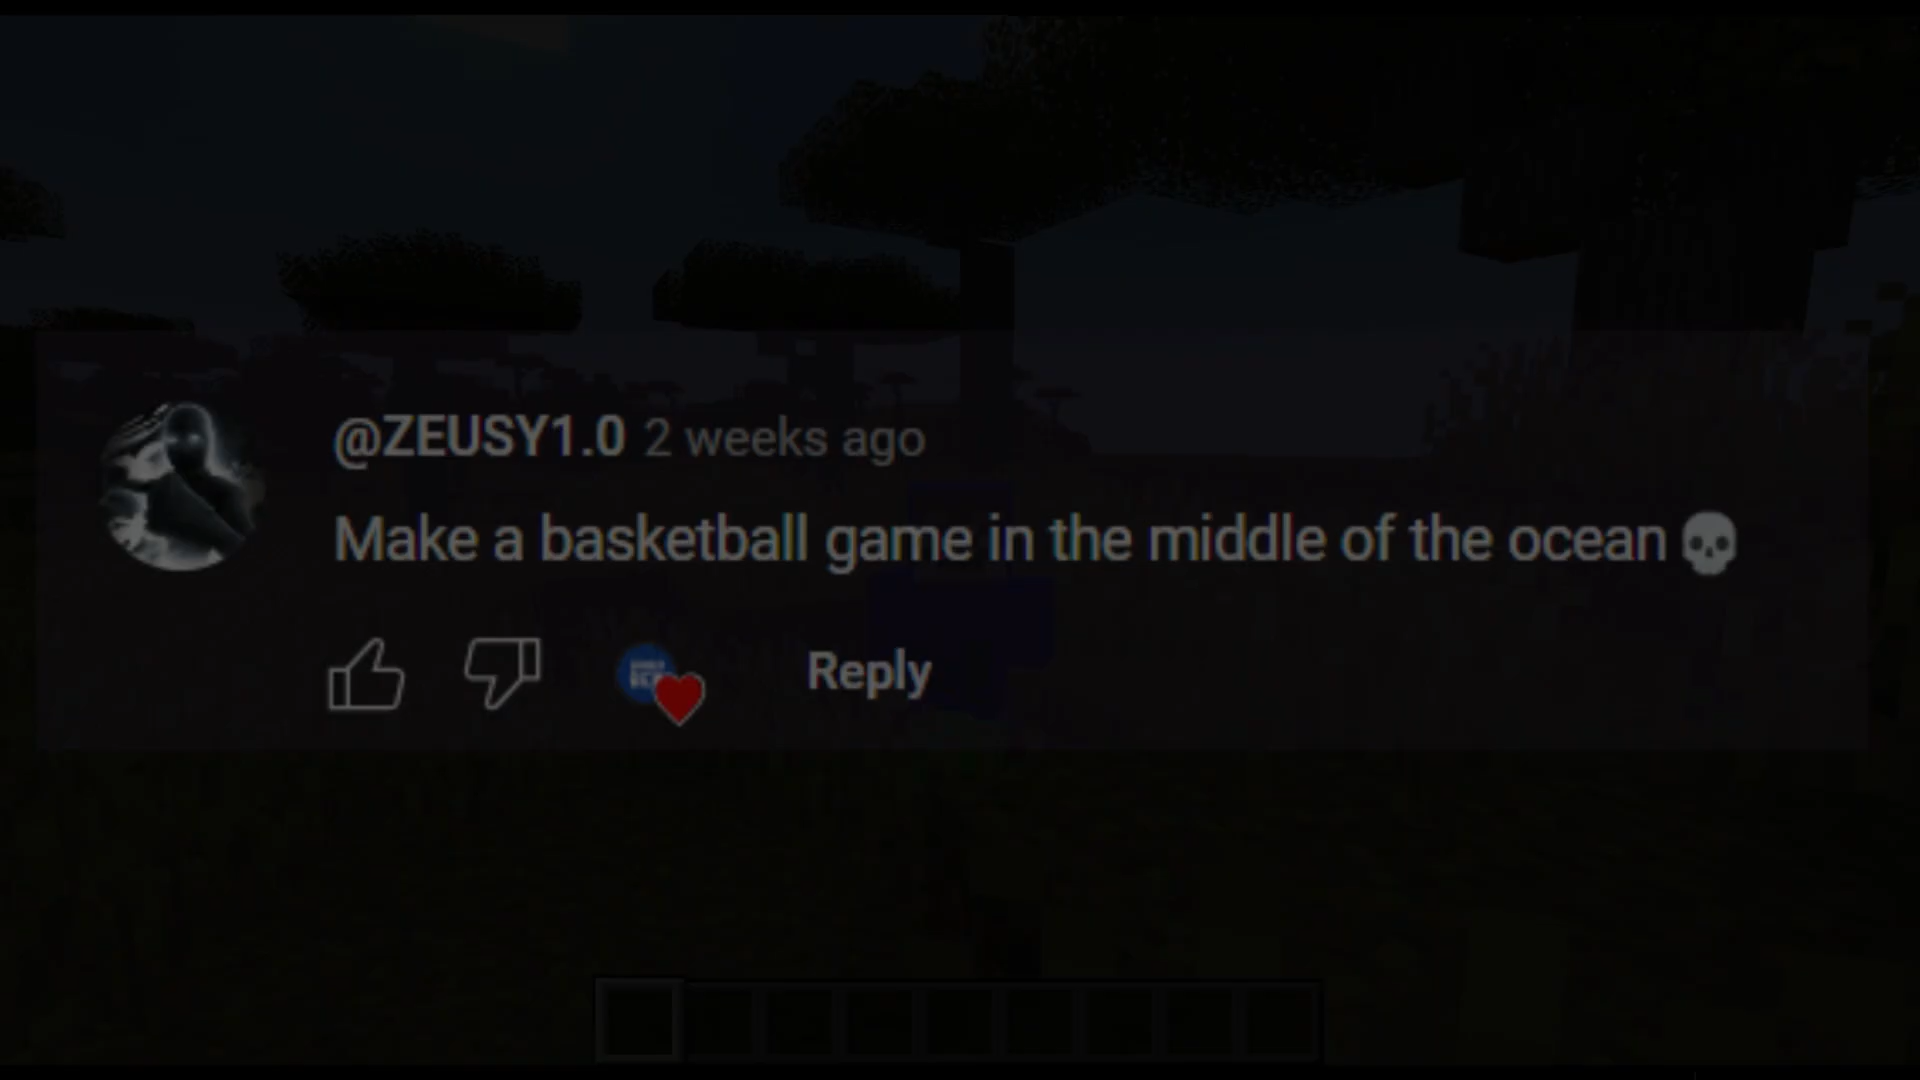 @ZEUSY1.0 2 weeks ago
Make a basketball game in the middle of the ocean💀
Reply